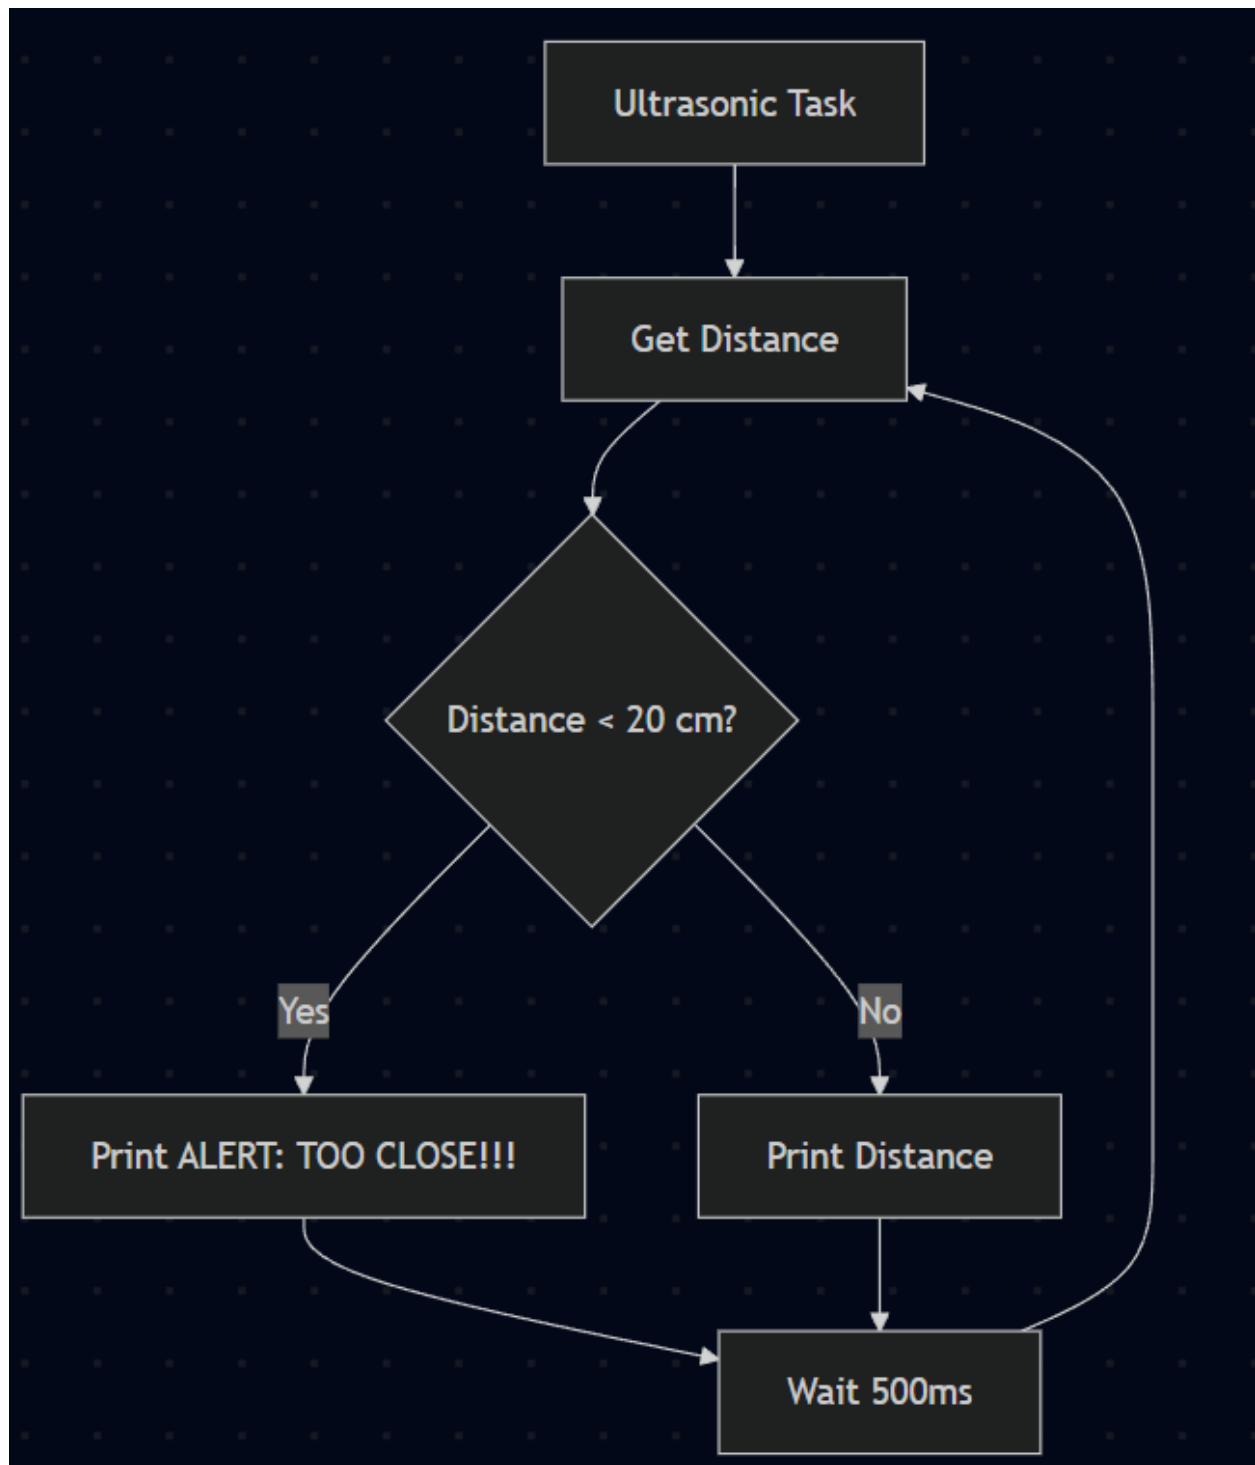 Ultrasonic Task
Get Distance
Distance < 20 cm?
Yes
No
Print ALERT: TOO CLOSE!!!
Print Distance
Wait 500ms